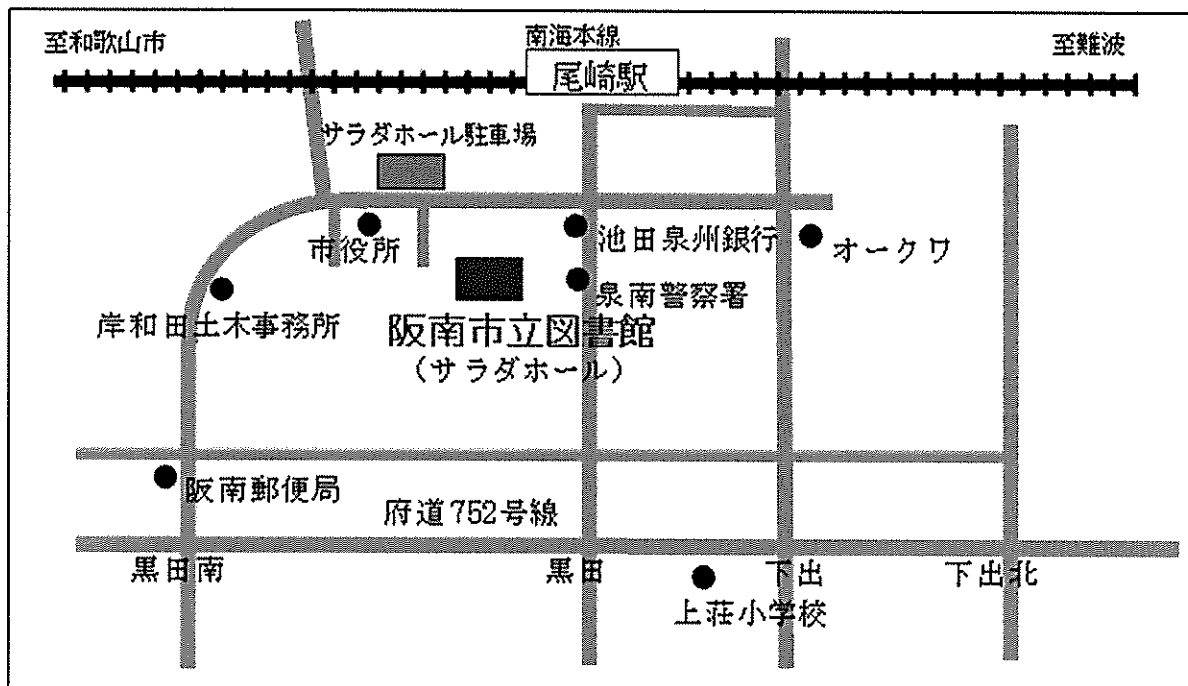 至和歌山市
南海本線
至難波
尾崎駅
サラダホール駐車場
市役所
池田泉州銀行
オークワ
泉南警察署
岸和田土木事務所
阪南市立図書館
（サラダホール）
阪南郵便局
府道752号線
黒田南
黒田
下出
下出北
上荘小学校